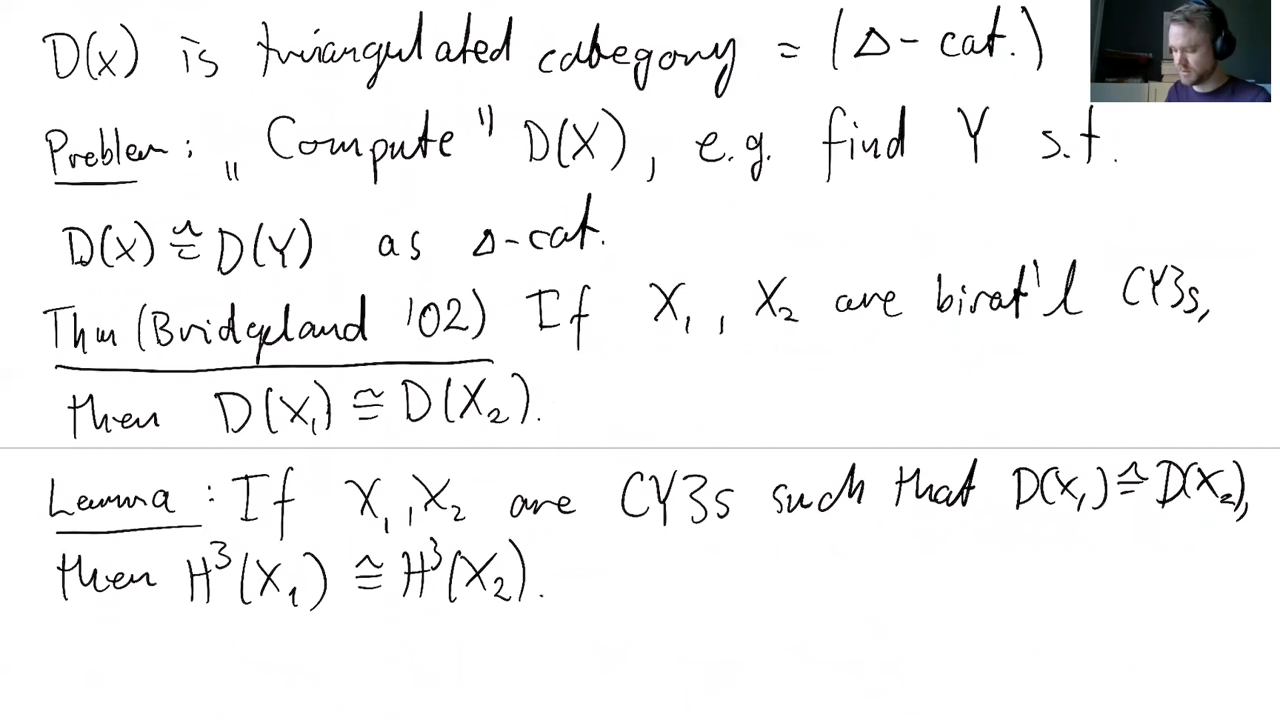 D(X) is triangulated category = (Δ-cat.)
Problem: „Compute" D(X), e.g. find Y s.t.
D(X) ≅ D(Y) as Δ-cat.
Thm (Bridgeland '02) If X₁, X₂ are birat'l CY3s,
then D(X₁) ≅ D(X₂).
Lemma: If X₁, X₂ are CY3s such that D(X₁) ≅ D(X₂),
then H³(X₁) ≅ H³(X₂).